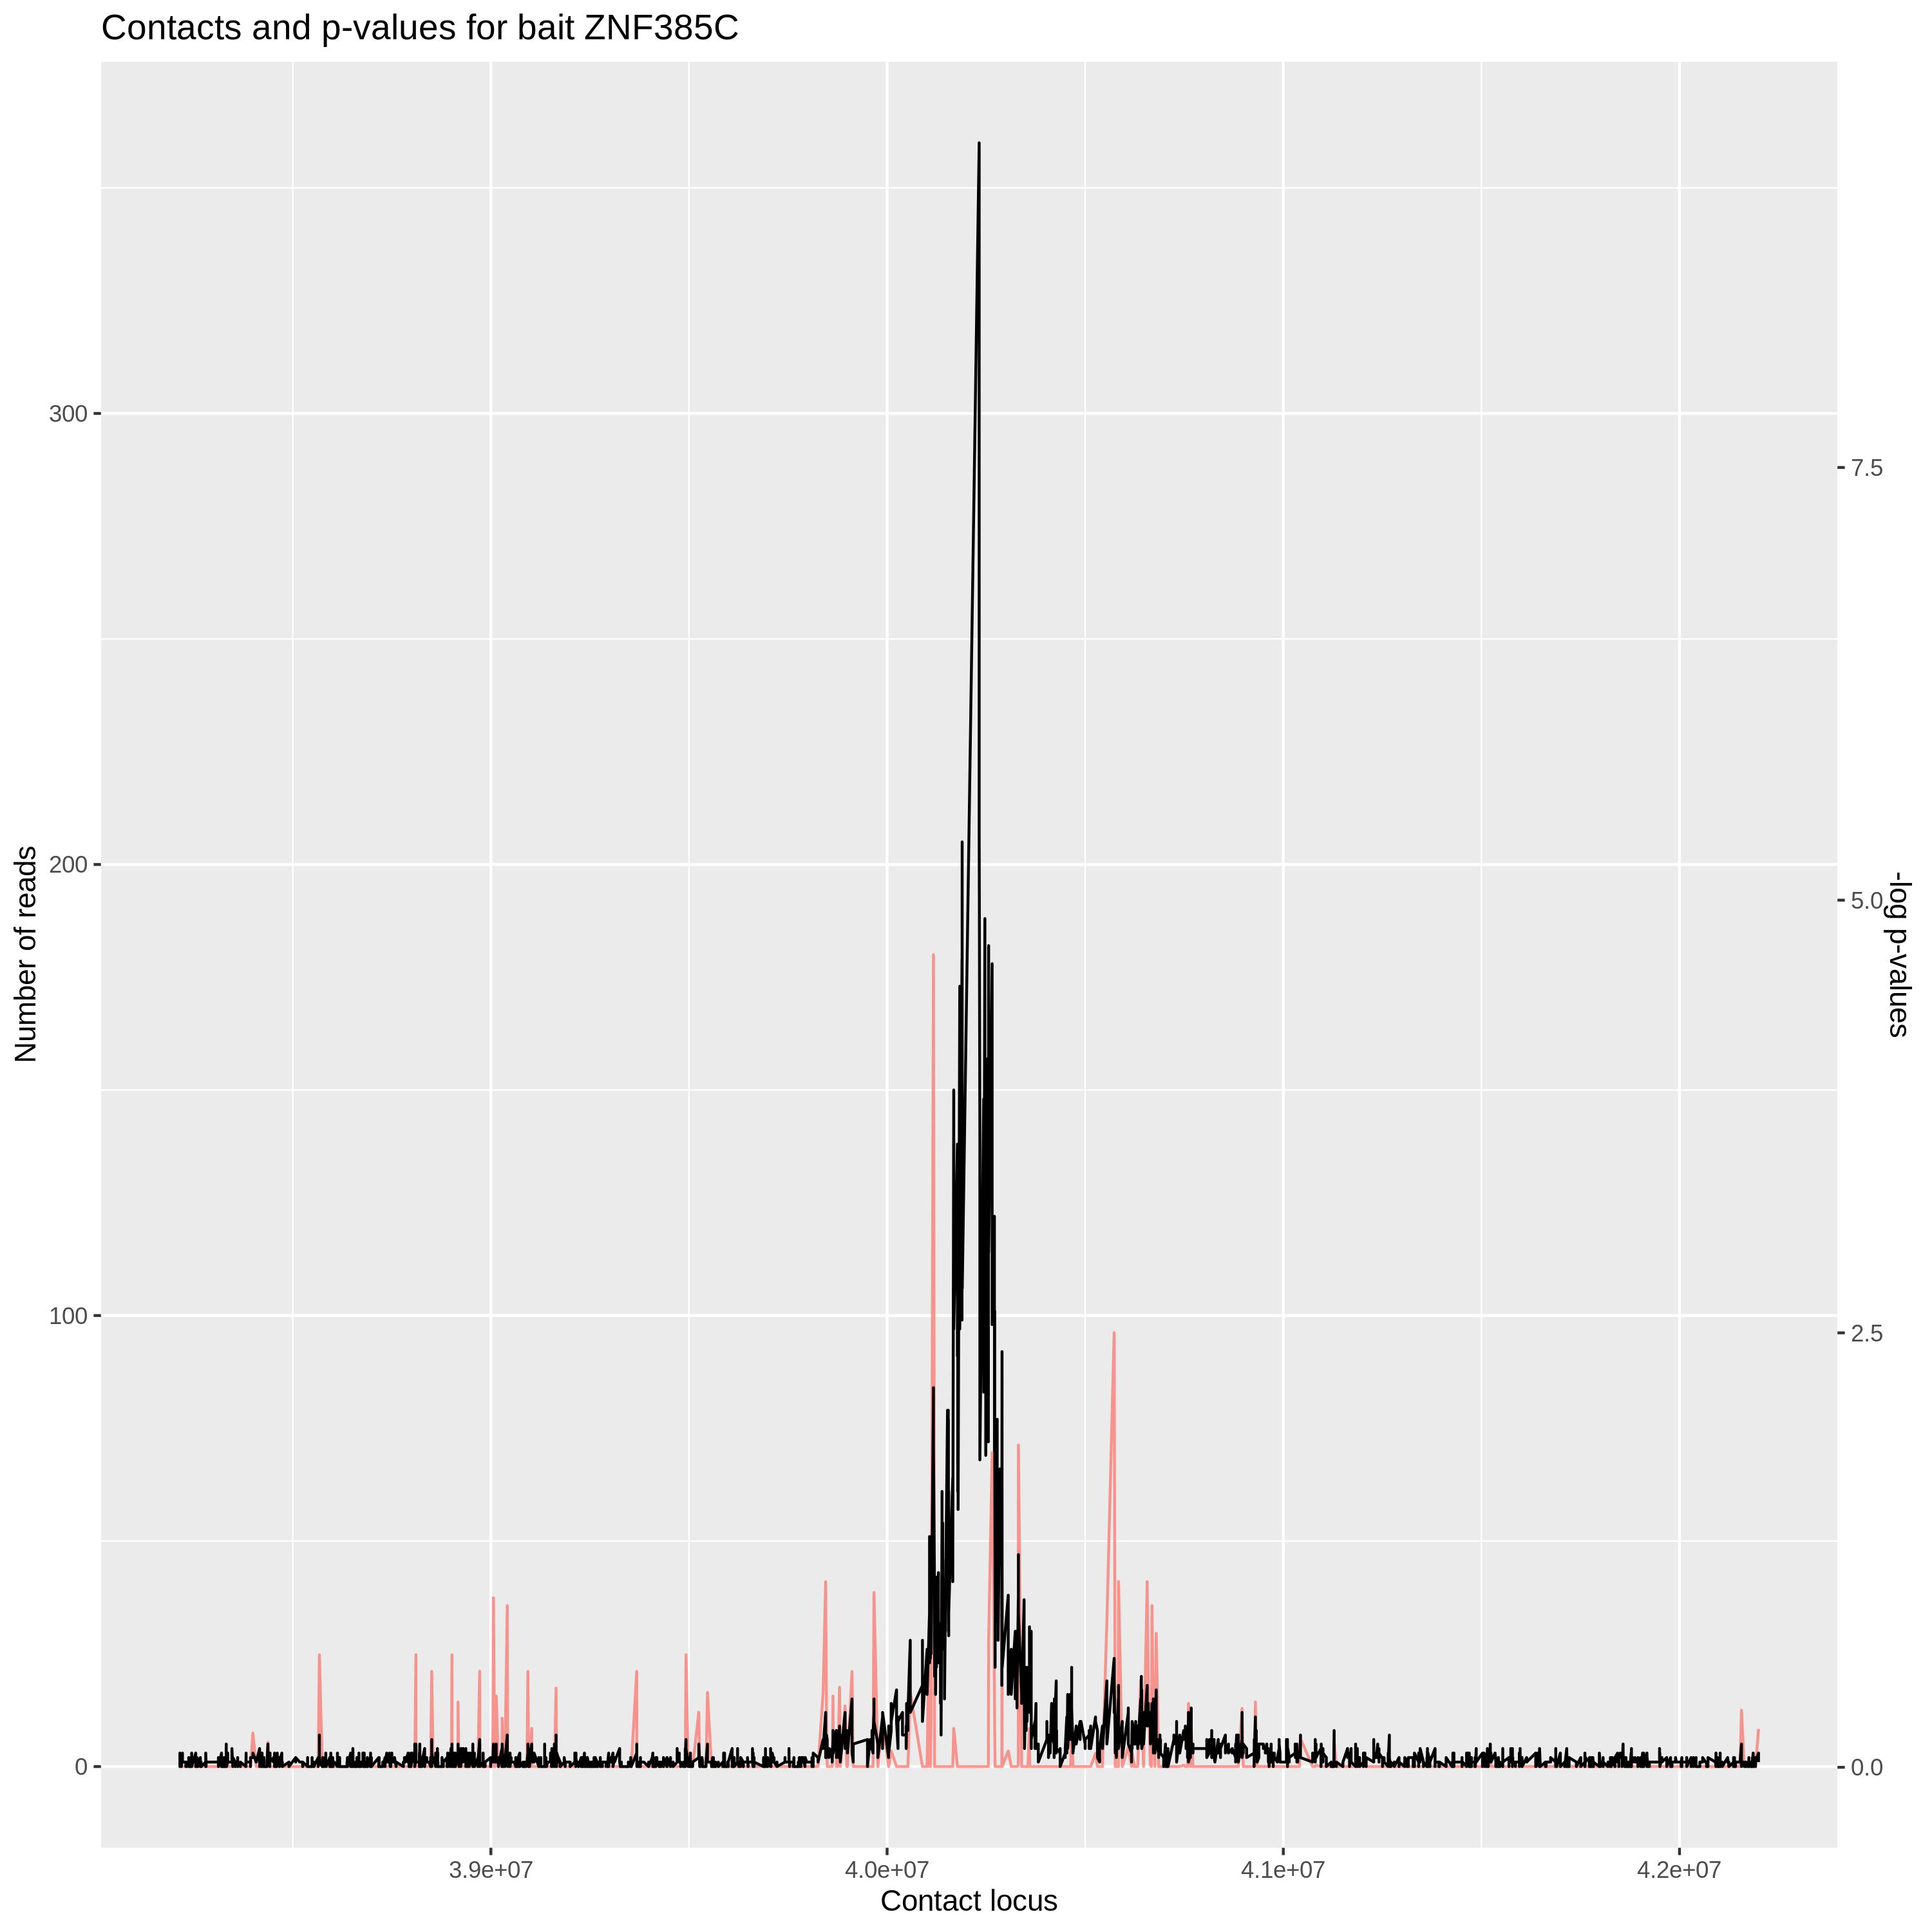 Contacts and p-values for bait ZNF385C
Number of reads
300
200
100
0
7.5
5.0
2.5
0.0
-log p-values
3.9e+07
4.0e+07
4.1e+07
4.2e+07
Contact locus